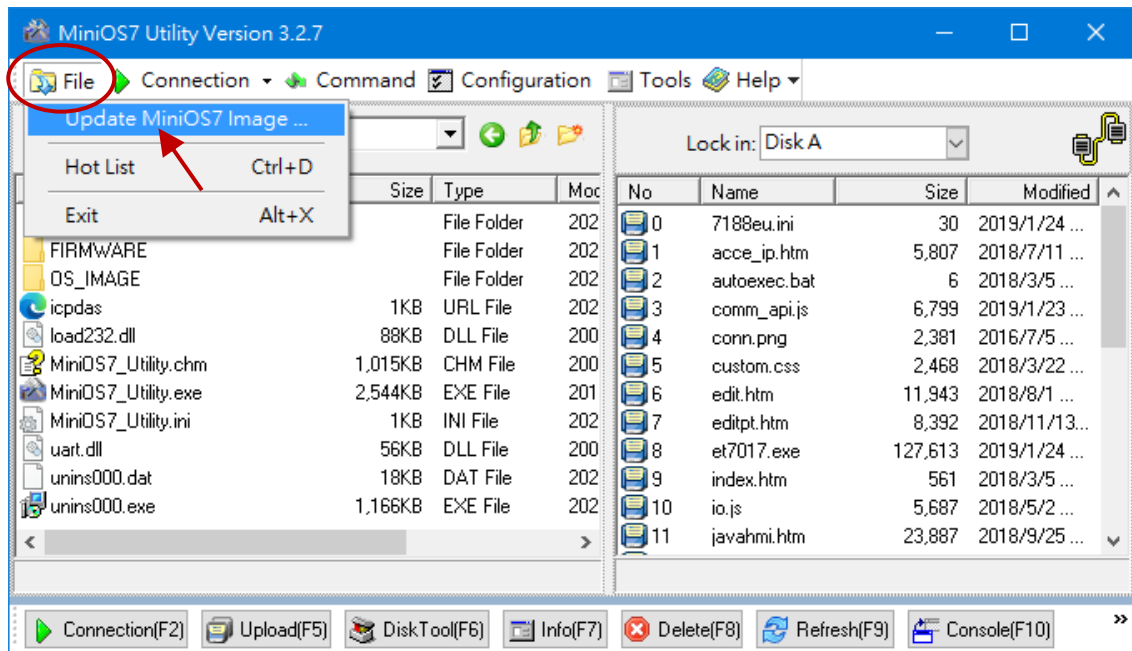 MiniOS7 Utility Version 3.2.7
File Connection Command Configuration Tools Help
Update MiniOS7 Image ...
Hot List Ctrl+D
Exit Alt+X
Lock in: Disk A
Size Type
File Folder
FIRMWARE File Folder 202
OS_IMAGE File Folder 202
icpdas 1KB URL File 202
load232.dll 88KB DLL File 200
MiniOS7_Utility.chm 1,015KB CHM File 200
MiniOS7_Utility.exe 2,544KB EXE File 201
MiniOS7_Utility.ini 1KB INI File 202
uart.dll 56KB DLL File 200
unins000.dat 18KB DAT File 202
unins000.exe 1,166KB EXE File 202
No Name Size Modified
0 7188eu.ini 30 2019/1/24 ...
1 acce_ip.htm 5,807 2018/7/11 ...
2 autoexec.bat 6 2018/3/5 ...
3 comm_api.js 6,799 2019/1/23 ...
4 conn.png 2,381 2016/7/5 ...
5 custom.css 2,468 2018/3/22 ...
6 edit.htm 11,943 2018/8/1 ...
7 editpt.htm 8,392 2018/11/13...
8 et7017.exe 127,613 2019/1/24 ...
9 index.htm 561 2018/3/5 ...
10 io.js 5,687 2018/5/2 ...
11 javahmi.htm 23,887 2018/9/25 ...
Connection(F2) Upload(F5) DiskTool(F6) Info(F7) Delete(F8) Refresh(F9) Console(F10) »